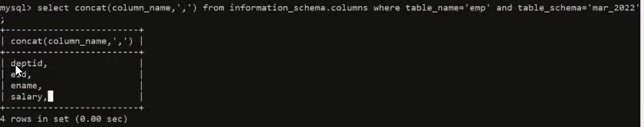 mysql> select concat(column_name,',') from information_schema.columns where table_name='emp' and table_schema='mar_2022'
;
+-------------------------+
| concat(column_name,',') |
+-------------------------+
| deptid, |
| eid, |
| ename, |
| salary, |
+-------------------------+
4 rows in set (0.00 sec)